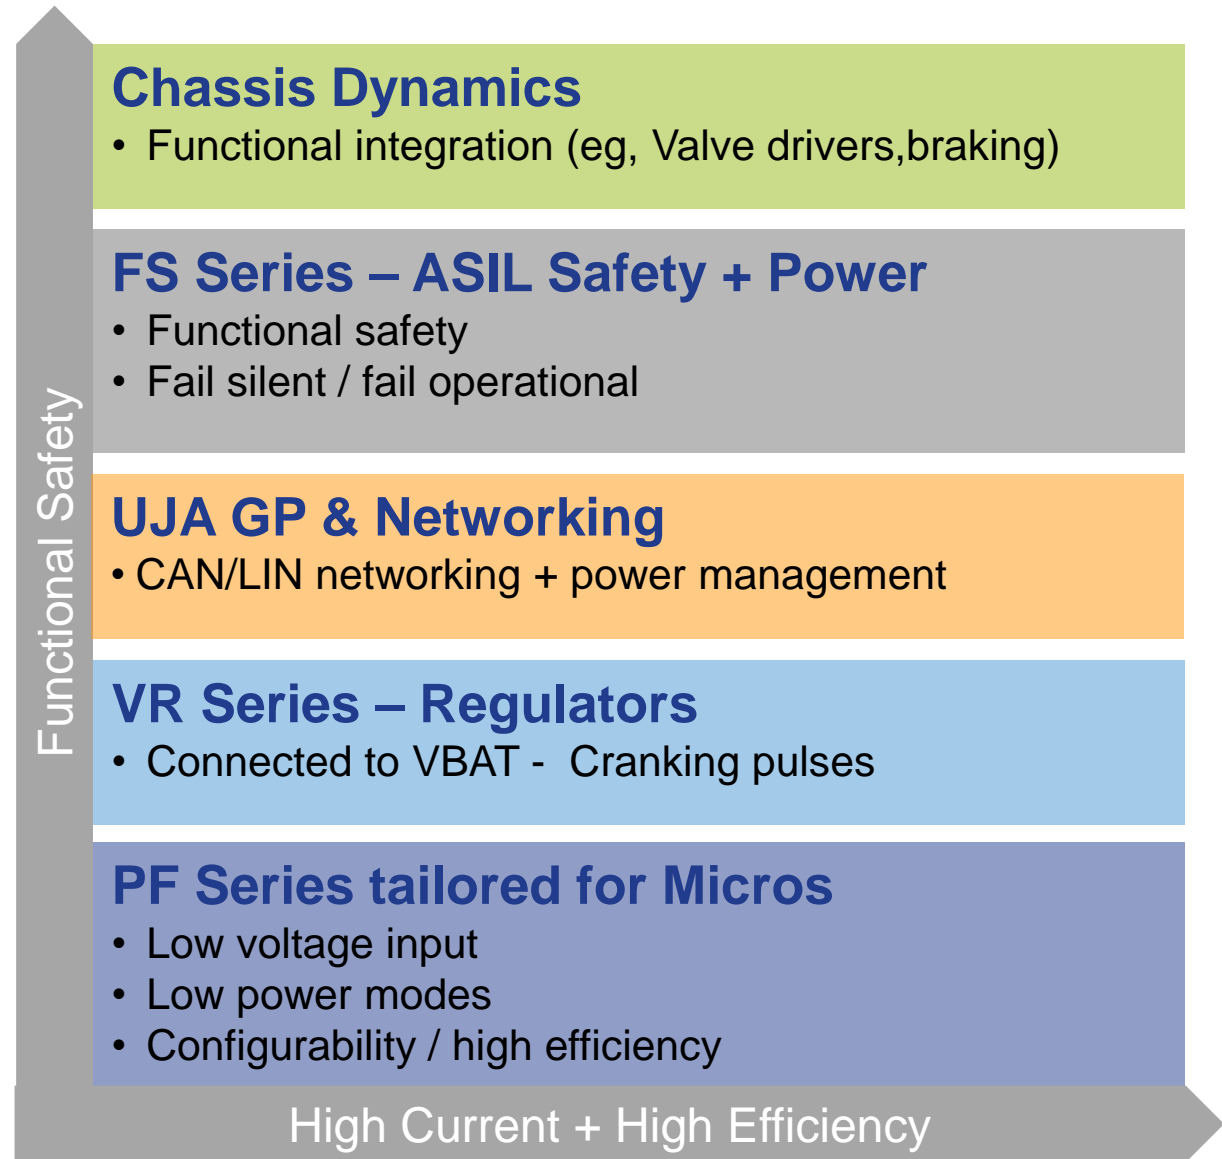 Chassis Dynamics
• Functional integration (eg, Valve drivers,braking)
FS Series – ASIL Safety + Power
• Functional safety
• Fail silent / fail operational
UJA GP & Networking
• CAN/LIN networking + power management
VR Series – Regulators
• Connected to VBAT -  Cranking pulses
PF Series tailored for Micros
• Low voltage input
• Low power modes
• Configurability / high efficiency
Functional Safety
High Current + High Efficiency